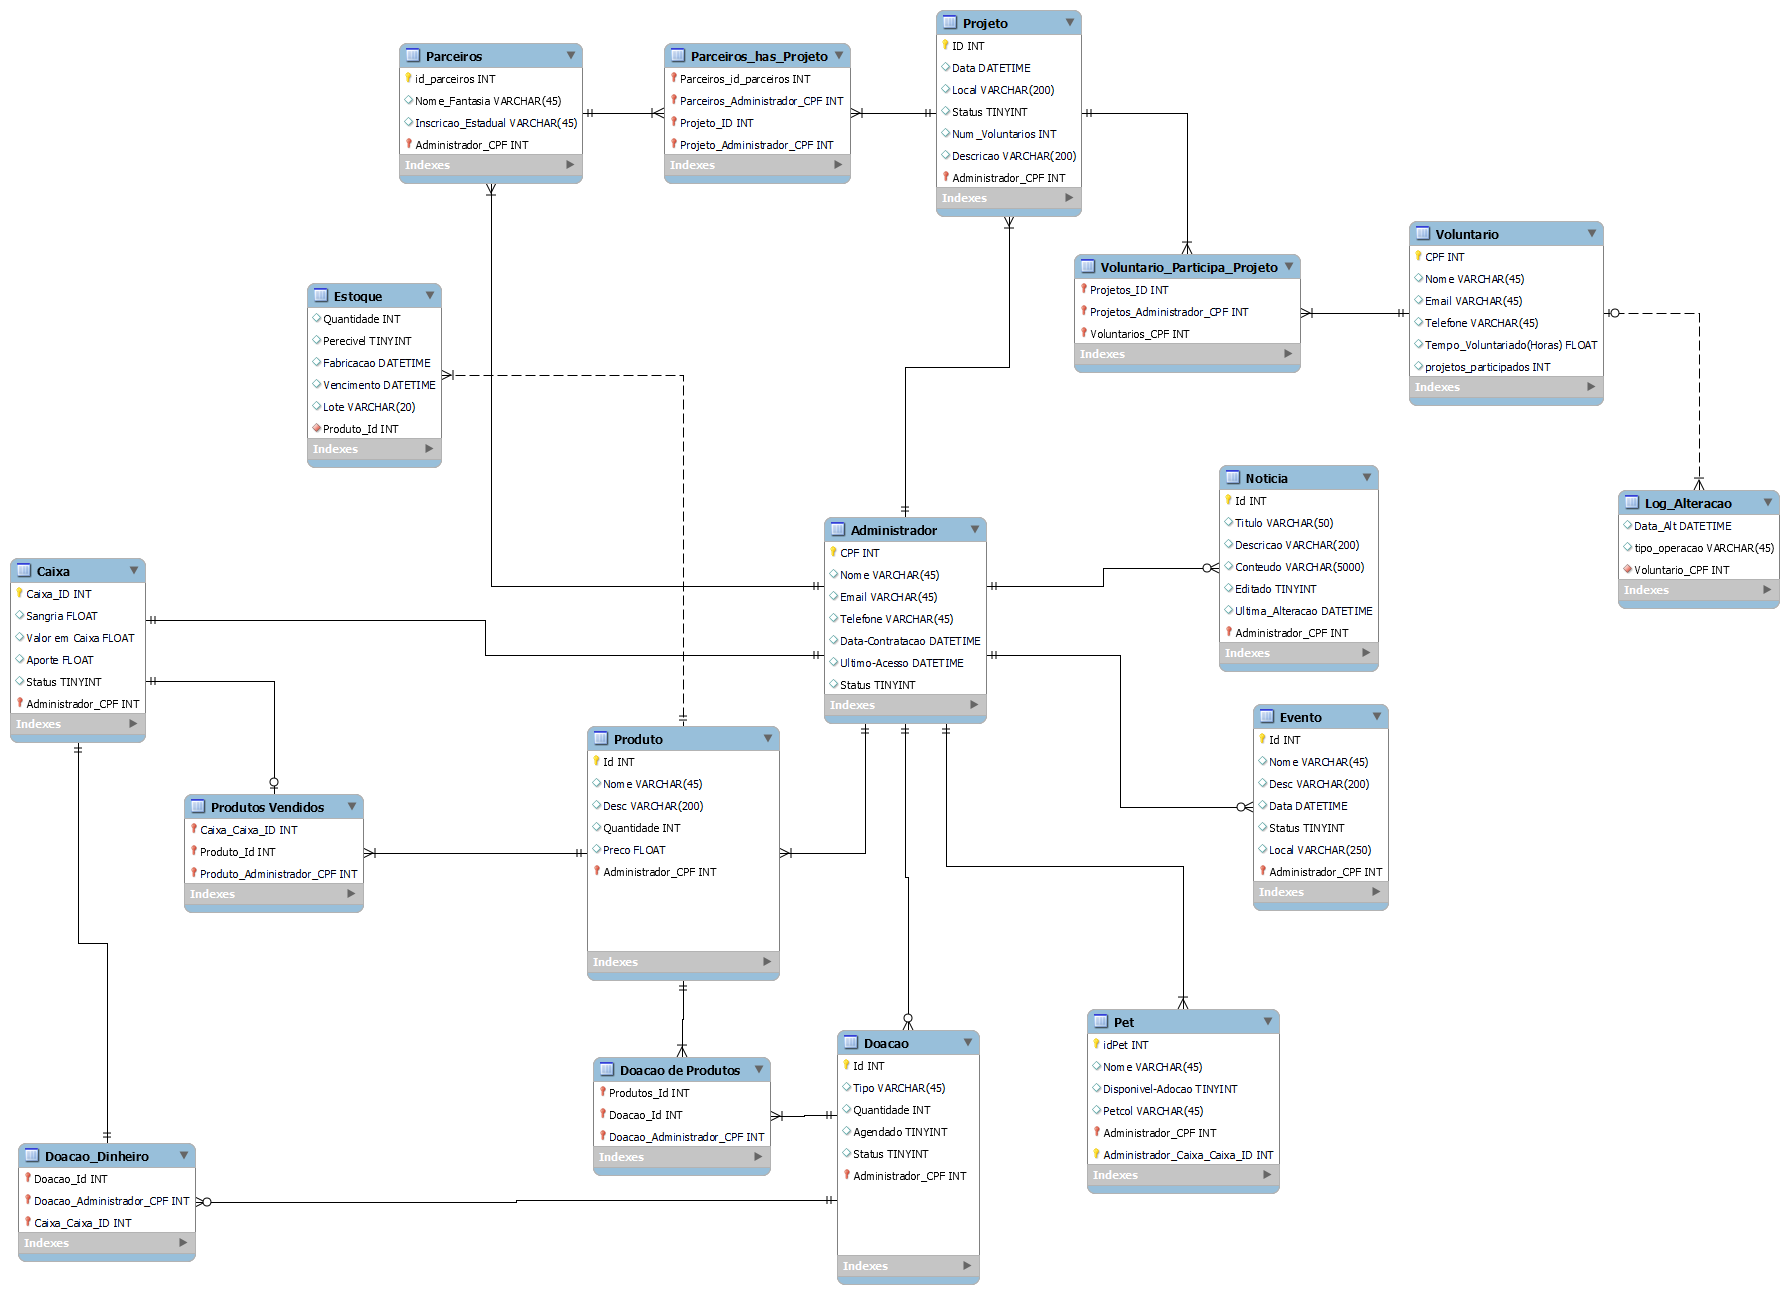 Projeto
ID INT
Data DATETIME
Local VARCHAR(200)
Status TINYINT
Num_Voluntarios INT
Descricao VARCHAR(200)
Administrador_CPF INT
Indexes
Parceiros
id_parceiros INT
Nome_Fantasia VARCHAR(45)
Inscricao_Estadual VARCHAR(45)
Administrador_CPF INT
Indexes
Parceiros_has_Projeto
Parceiros_id_parceiros INT
Parceiros_Administrador_CPF INT
Projeto_ID INT
Projeto_Administrador_CPF INT
Indexes
Voluntario_Participa_Projeto
Projetos_ID INT
Projetos_Administrador_CPF INT
Voluntarios_CPF INT
Indexes
Voluntario
CPF INT
Nome VARCHAR(45)
Email VARCHAR(45)
Telefone VARCHAR(45)
Tempo_Voluntariado(Horas) FLOAT
projetos_participados INT
Indexes
Estoque
Quantidade INT
Perecivel TINYINT
Fabricacao DATETIME
Vencimento DATETIME
Lote VARCHAR(20)
Produto_Id INT
Indexes
Noticia
Id INT
Titulo VARCHAR(50)
Descricao VARCHAR(200)
Conteudo VARCHAR(5000)
Editado TINYINT
Ultima_Alteracao DATETIME
Administrador_CPF INT
Indexes
Log_Alteracao
Data_Alt DATETIME
tipo_operacao VARCHAR(45)
Voluntario_CPF INT
Indexes
Administrador
CPF INT
Nome VARCHAR(45)
Email VARCHAR(45)
Telefone VARCHAR(45)
Data-Contratacao DATETIME
Ultimo-Acesso DATETIME
Status TINYINT
Indexes
Caixa
Caixa_ID INT
Sangria FLOAT
Valor em Caixa FLOAT
Aporte FLOAT
Status TINYINT
Administrador_CPF INT
Indexes
Evento
Id INT
Nome VARCHAR(45)
Desc VARCHAR(200)
Data DATETIME
Status TINYINT
Local VARCHAR(250)
Administrador_CPF INT
Indexes
Produto
Id INT
Nome VARCHAR(45)
Desc VARCHAR(200)
Quantidade INT
Preco FLOAT
Administrador_CPF INT
Indexes
Produtos Vendidos
Caixa_Caixa_ID INT
Produto_Id INT
Produto_Administrador_CPF INT
Indexes
Pet
idPet INT
Nome VARCHAR(45)
Disponivel-Adocao TINYINT
Petcol VARCHAR(45)
Administrador_CPF INT
Administrador_Caixa_Caixa_ID INT
Indexes
Doacao
Id INT
Tipo VARCHAR(45)
Quantidade INT
Agendado TINYINT
Status TINYINT
Administrador_CPF INT
Indexes
Doacao de Produtos
Produtos_Id INT
Doacao_Id INT
Doacao_Administrador_CPF INT
Indexes
Doacao_Dinheiro
Doacao_Id INT
Doacao_Administrador_CPF INT
Caixa_Caixa_ID INT
Indexes